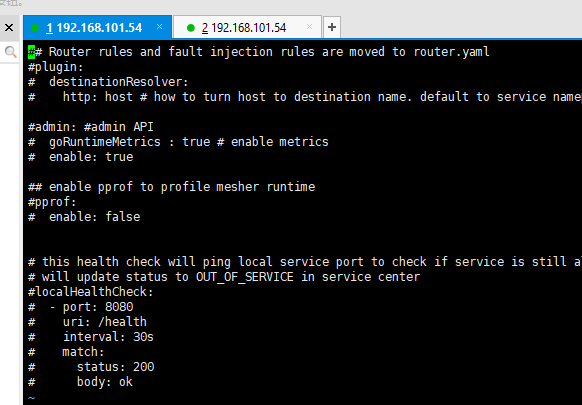 1 192.168.101.54 × 2 192.168.101.54 × +
## Router rules and fault injection rules are moved to router.yaml
#plugin:
#  destinationResolver:
#    http: host # how to turn host to destination name. default to service name
#admin: #admin API
#  goRuntimeMetrics : true # enable metrics
#  enable: true
## enable pprof to profile mesher runtime
#pprof:
#  enable: false
# this health check will ping local service port to check if service is still
# will update status to OUT_OF_SERVICE in service center
#localHealthCheck:
#  - port: 8080
#    uri: /health
#    interval: 30s
#    match:
#      status: 200
#      body: ok
~